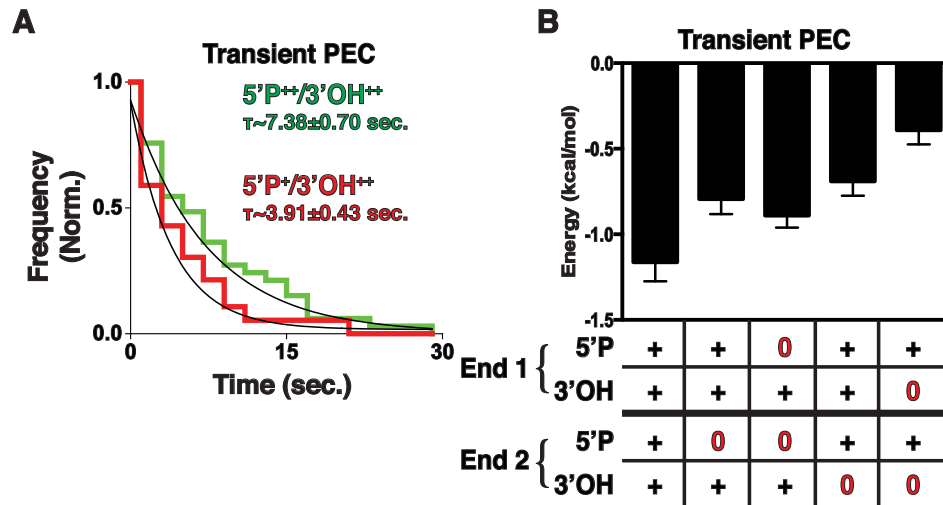 A
Transient PEC
5'P⁺⁺/3'OH⁺⁺
τ~7.38±0.70 sec.
5'P⁺/3'OH⁺⁺
τ~3.91±0.43 sec.
Frequency
(Norm.)
1.0
0.5
0.0
0 15 30
Time (sec.)
B
Transient PEC
Energy (kcal/mol)
0.0
-0.5
-1.0
-1.5
End 1 { 5'P + + 0 + +
3'OH + + + + 0
End 2 { 5'P + 0 0 + +
3'OH + + + 0 0